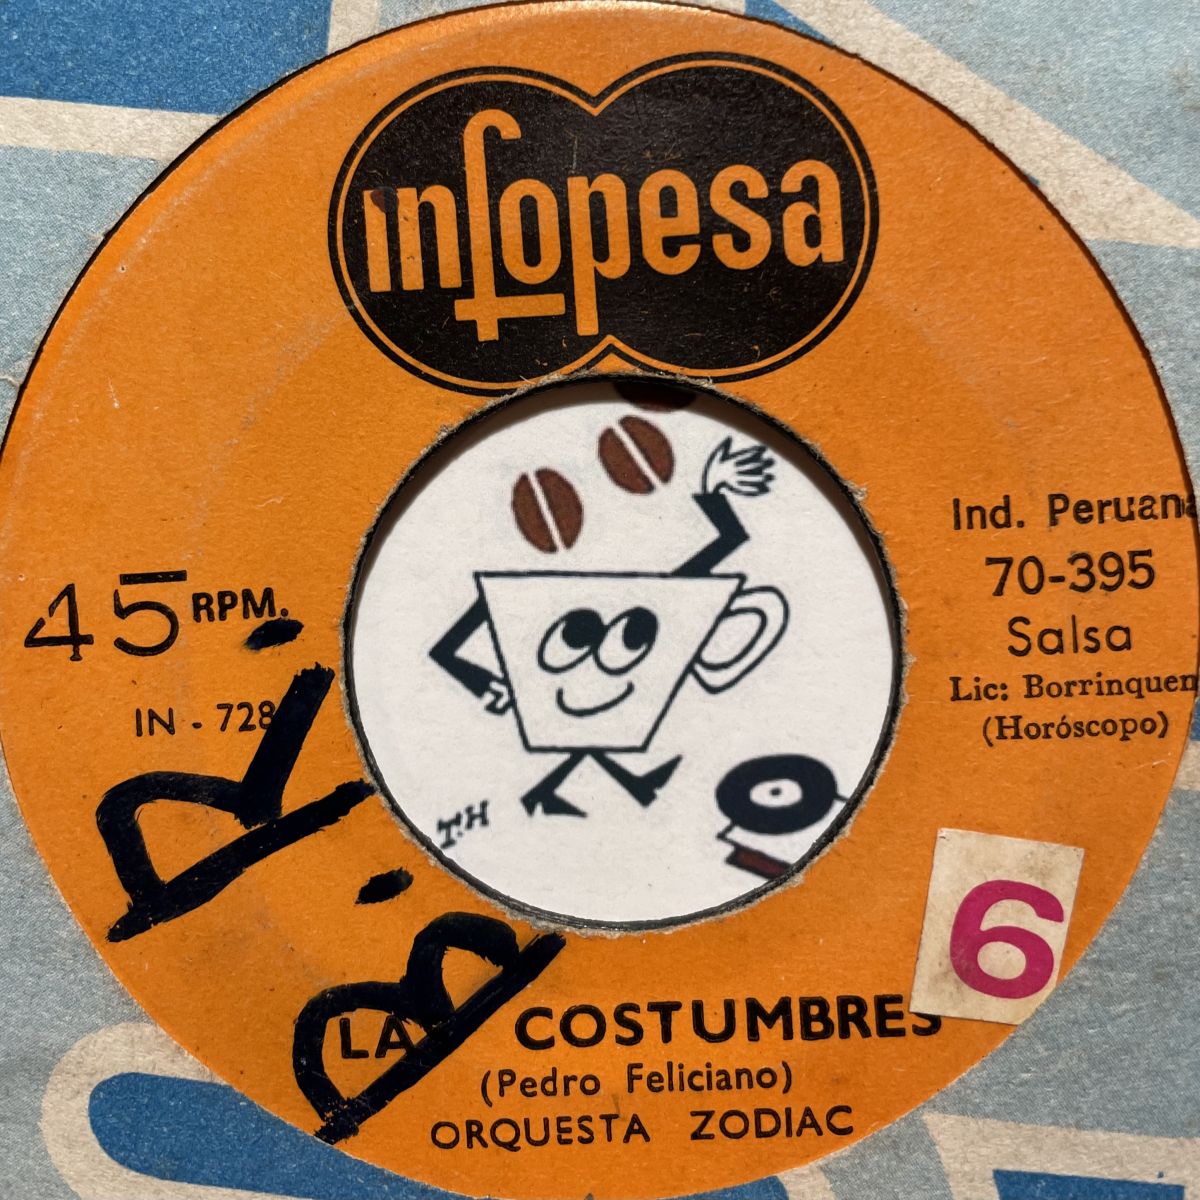 infopesa
45 RPM.
IN - 728
Ind. Peruana
70-395
Salsa
Lic: Borrinquen
(Horóscopo)
B. R.
T.H
6
COSTUMBRES
(Pedro Feliciano)
ORQUESTA ZODIAC